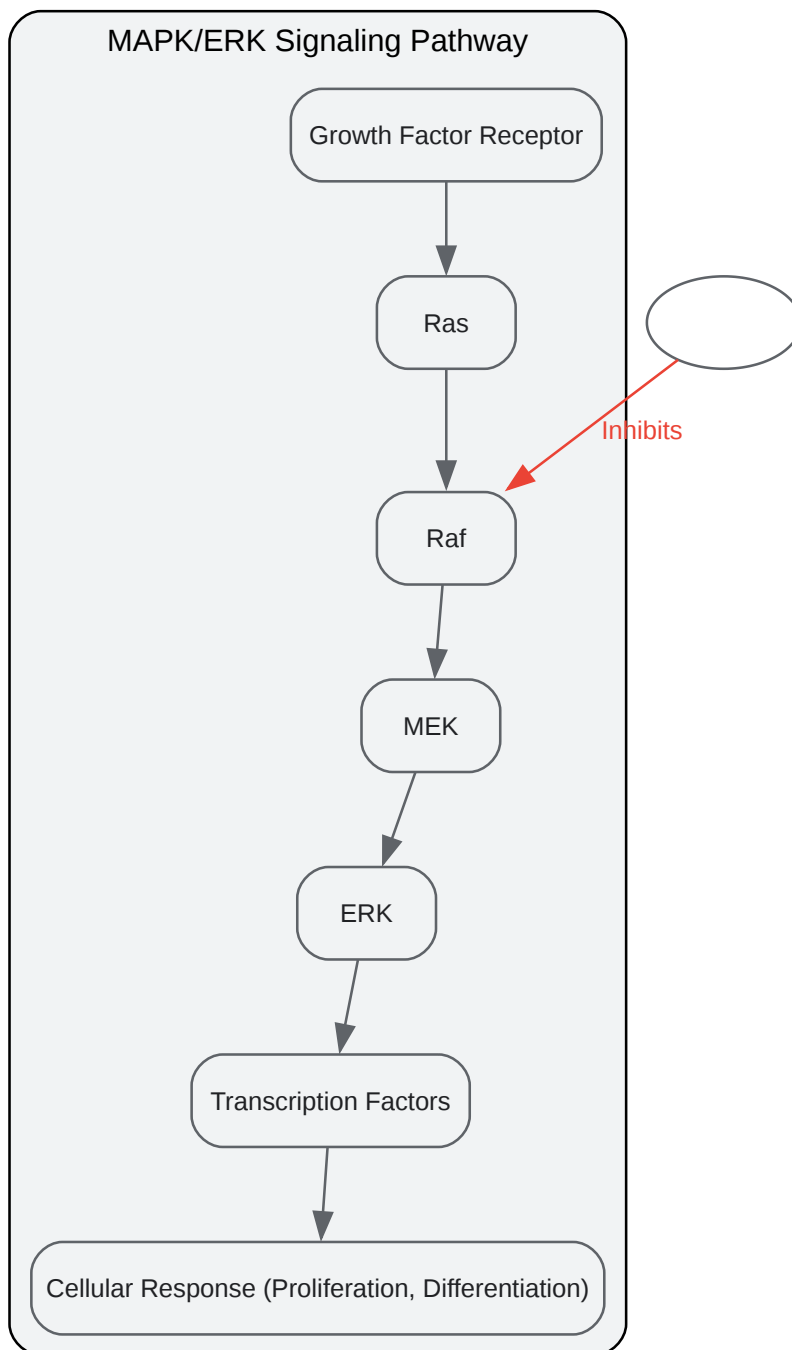 MAPK/ERK Signaling Pathway
Growth Factor Receptor
Ras
Inhibits
Raf
MEK
ERK
Transcription Factors
Cellular Response (Proliferation, Differentiation)